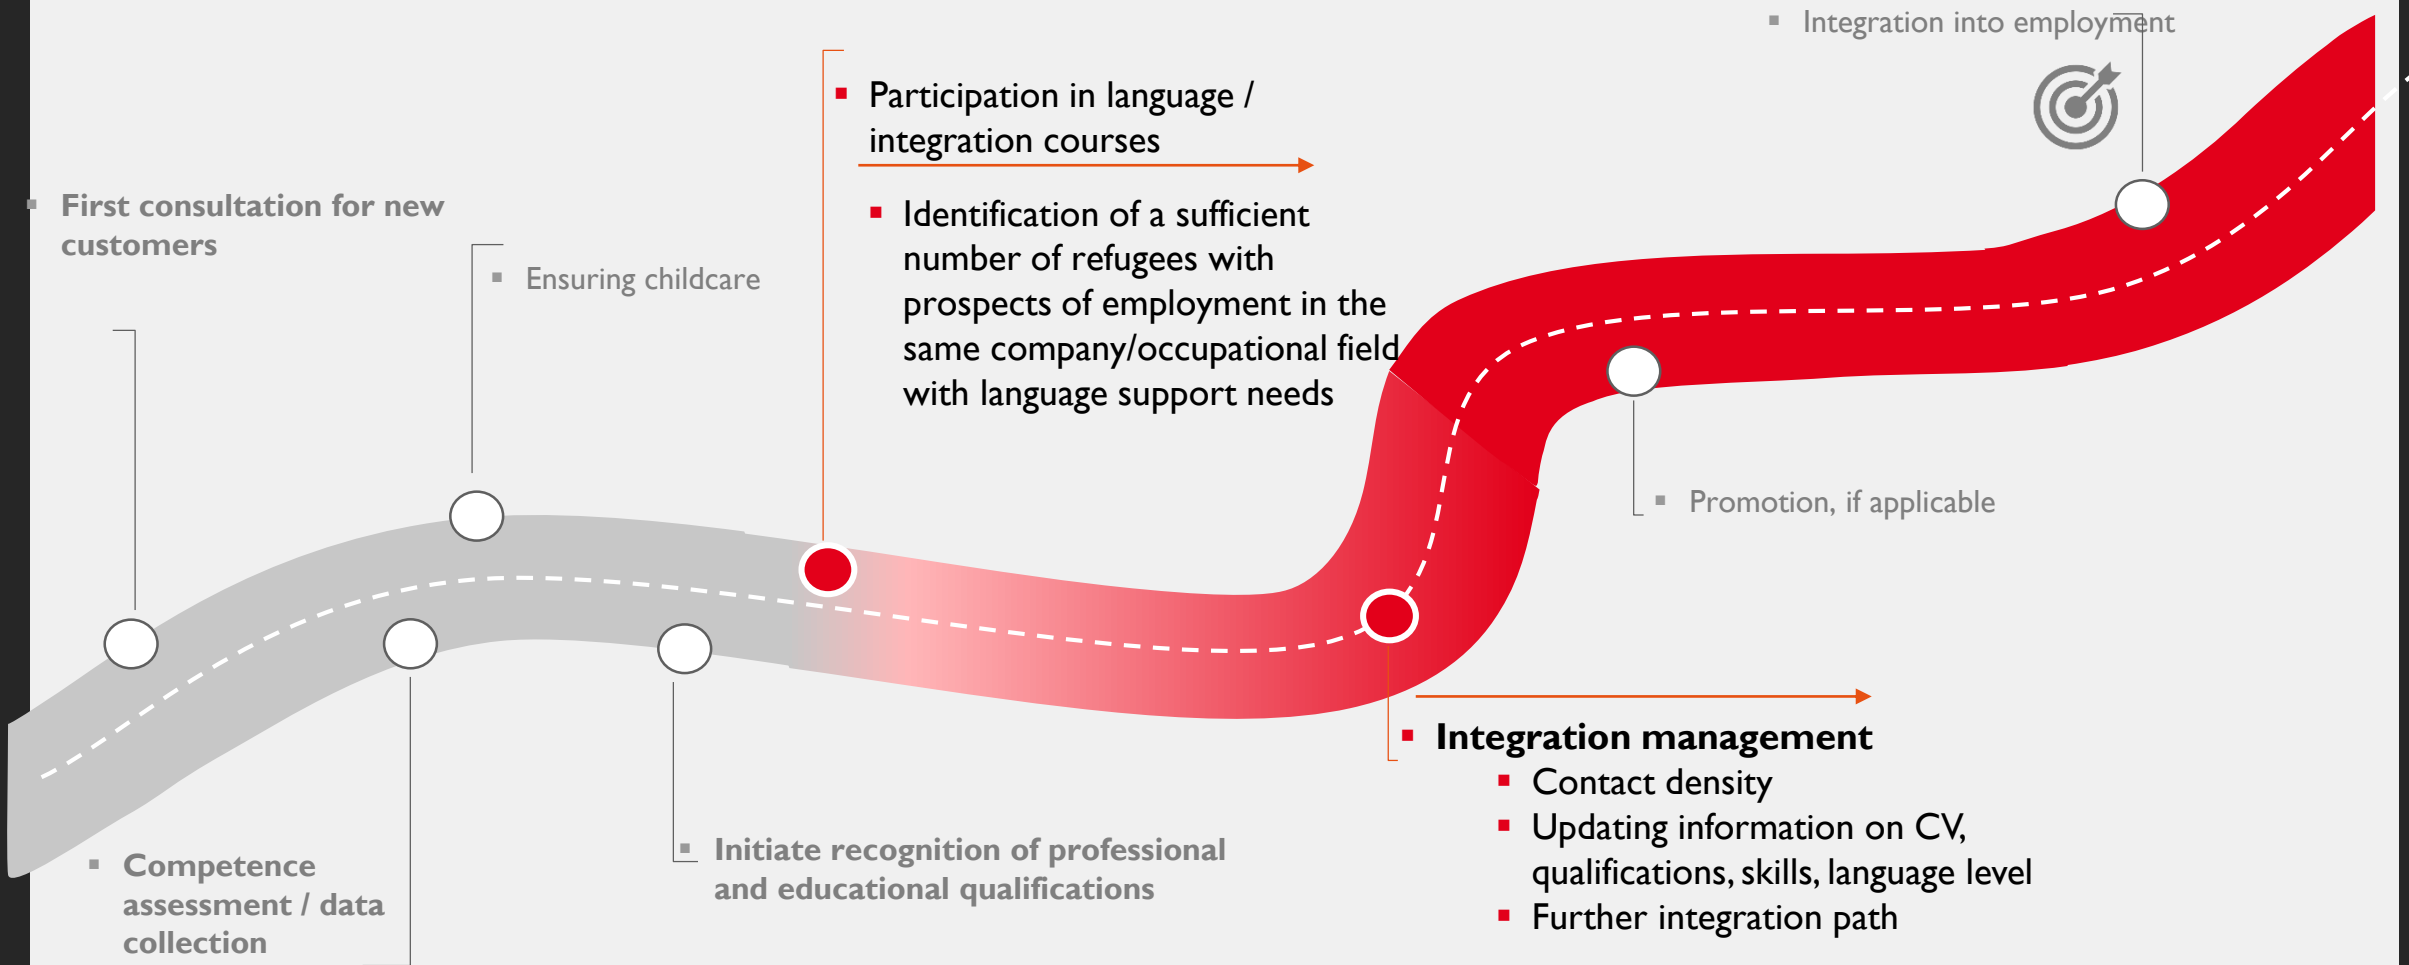 Integration into employment
Participation in language /
integration courses
First consultation for new
customers
Identification of a sufficient
number of refugees with
prospects of employment in the
same company/occupational field
with language support needs
Ensuring childcare
Promotion, if applicable
Integration management
Contact density
Updating information on CV,
qualifications, skills, language level
Further integration path
Initiate recognition of professional
and educational qualifications
Competence
assessment / data
collection